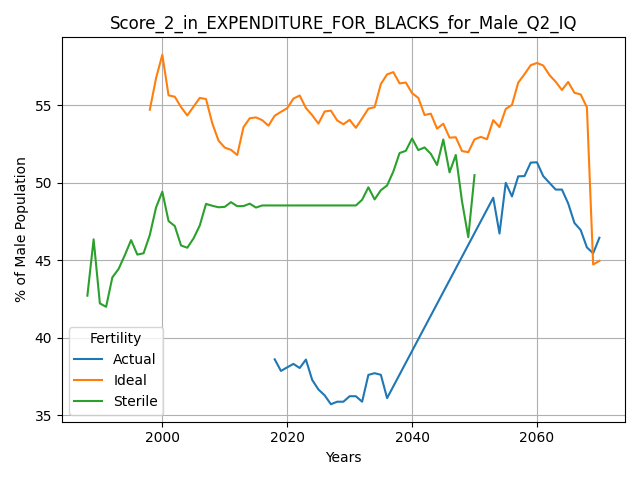 Score_2_in_EXPENDITURE_FOR_BLACKS_for_Male_Q2_IQ
% of Male Population
55
50
45
40
35
Fertility
Actual
Ideal
Sterile
2000 2020 2040 2060
Years